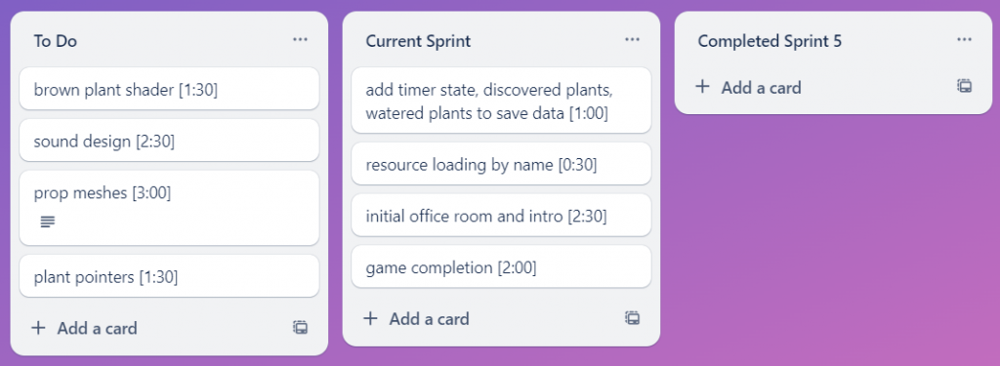 To Do
brown plant shader [1:30]
sound design [2:30]
prop meshes [3:00]
plant pointers [1:30]
Add a card
Current Sprint
add timer state, discovered plants,
watered plants to save data [1:00]
resource loading by name [0:30]
initial office room and intro [2:30]
game completion [2:00]
Add a card
Completed Sprint 5
Add a card